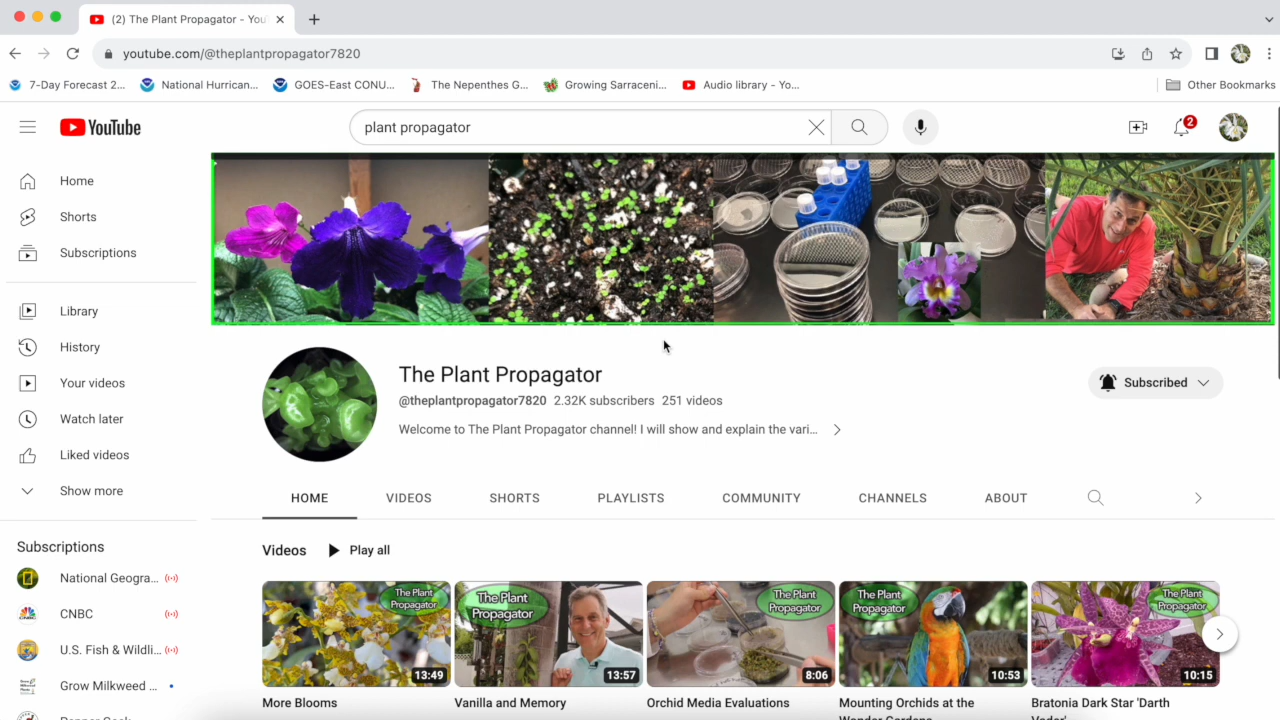 (2) The Plant Propagator - You
youtube.com/@theplantpropagator7820
7-Day Forecast 2... National Hurrican... GOES-East CONU... The Nepenthes G... Growing Sarraceni... Audio library - Yo... Other Bookmarks
YouTube
plant propagator
2
Home
Shorts
Subscriptions
Library
History
Your videos
Watch later
Liked videos
Show more
Subscriptions
National Geogra...
CNBC
U.S. Fish & Wildli...
Grow Milkweed ...
The Plant Propagator
@theplantpropagator7820 2.32K subscribers 251 videos
Welcome to The Plant Propagator channel! I will show and explain the vari...
Subscribed
HOME VIDEOS SHORTS PLAYLISTS COMMUNITY CHANNELS ABOUT
Videos Play all
The Plant
Propagator
13:49
More Blooms
The Plant
Propagator
13:57
Vanilla and Memory
The Plant
Propagator
8:06
Orchid Media Evaluations
The Plant
Propagator
10:53
Mounting Orchids at the
Wonder Gardens
The Plant
Propagator
10:15
Bratonia Dark Star 'Darth
Vader'